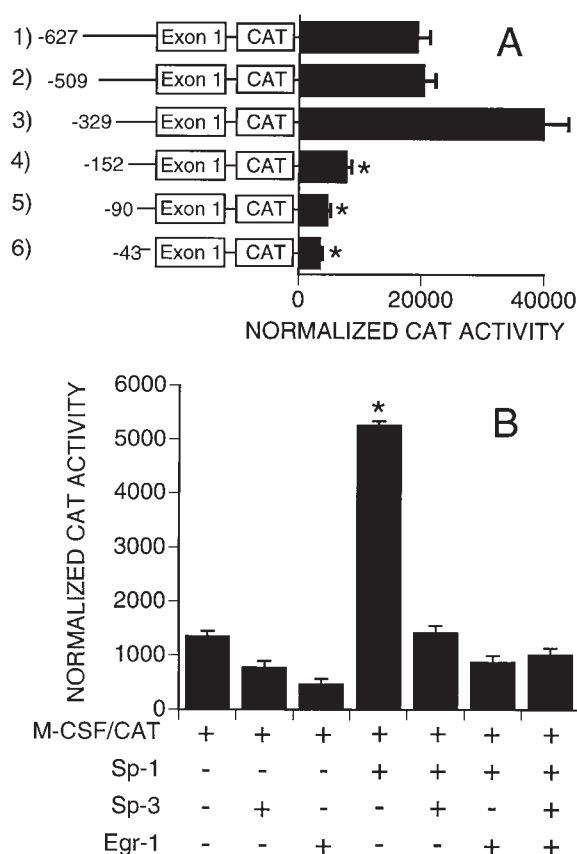 A
1) -627 Exon 1 CAT
2) -509 Exon 1 CAT
3) -329 Exon 1 CAT
4) -152 Exon 1 CAT *
5) -90 Exon 1 CAT *
6) -43 Exon 1 CAT *
0 20000 40000
NORMALIZED CAT ACTIVITY
B
NORMALIZED CAT ACTIVITY
6000
5000
4000
3000
2000
1000
0
*
M-CSF/CAT + + + + + + +
Sp-1 - - - + + + +
Sp-3 - + - - + - +
Egr-1 - - + - - + +